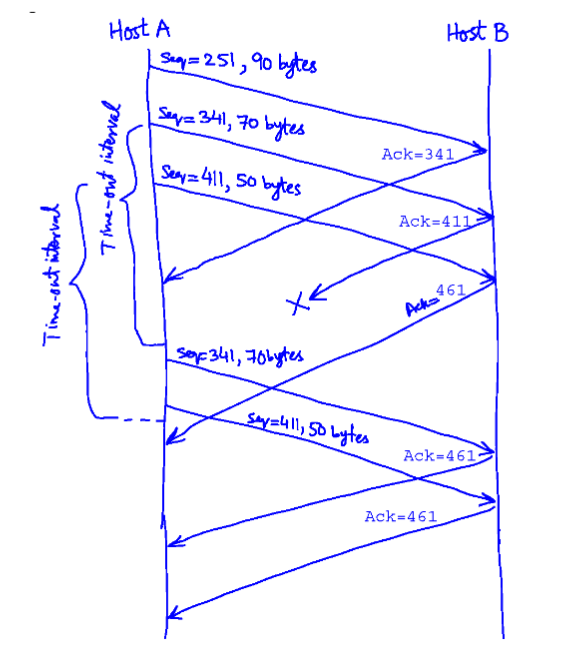 Host A
Host B
Seq=251, 90 bytes
Seq=341, 70 bytes
Ack=341
Seq=411, 50 bytes
Ack=411
Time-out interval
Time-out interval
Ack=461
Seq=341, 70bytes
Seq=411, 50 bytes
Ack=461
Ack=461